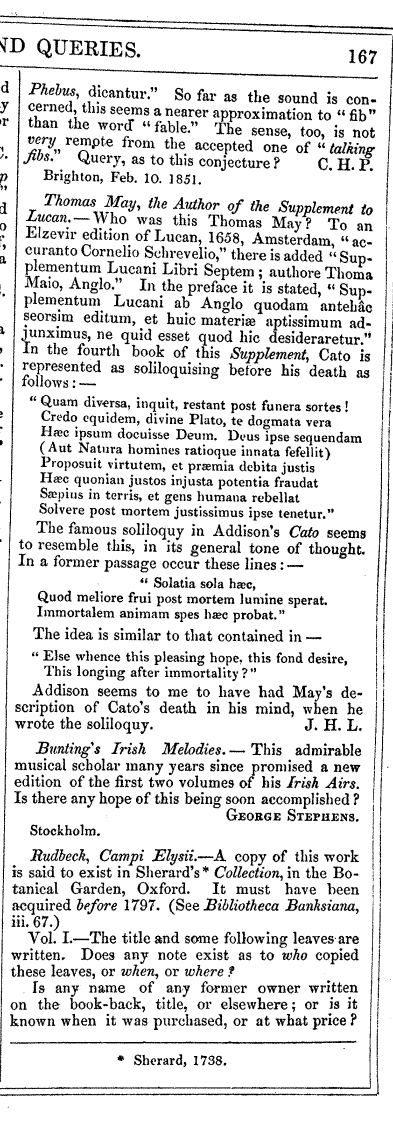 ND QUERIES.
167
Phebus, dicantur." So far as the sound is con-
cerned, this seems a nearer approximation to "fib"
than the word "fable." The sense, too, is not
very remote from the accepted one of "talking
fibs." Query, as to this conjecture? C. H. P.
Brighton, Feb. 10. 1851.
Thomas May, the Author of the Supplement to
Lucan.—Who was this Thomas May? To an
Elzevir edition of Lucan, 1658, Amsterdam, "ac-
curanto Cornelio Schrevelio," there is added "Sup-
plementum Lucani Libri Septem; authore Thoma
Maio, Anglo." In the preface it is stated, "Sup-
plementum Lucani ab Anglo quodam antehâc
seorsim editum, et huic materiæ aptissimum ad-
junximus, ne quid esset quod hic desideraretur."
In the fourth book of this Supplement, Cato is
represented as soliloquising before his death as
follows:—
"Quam diversa, inquit, restant post funera sortes!
Credo equidem, divine Plato, te dogmata vera
Hæc ipsum docuisse Deum. Deus ipse sequendam
(Aut Natura homines ratioque innata fefellit)
Proposuit virtutem, et præmia debita justis
Hæc quonian justos injusta potentia fraudat
Sæpius in terris, et gens humana rebellat
Solvere post mortem justissimus ipse tenetur."
The famous soliloquy in Addison's Cato seems
to resemble this, in its general tone of thought.
In a former passage occur these lines:—
"Solatia sola hæc,
Quod meliore frui post mortem lumine sperat.
Immortalem animam spes hæc probat."
The idea is similar to that contained in—
"Else whence this pleasing hope, this fond desire,
This longing after immortality?"
Addison seems to me to have had May's de-
scription of Cato's death in his mind, when he
wrote the soliloquy. J. H. L.
Bunting's Irish Melodies.—This admirable
musical scholar many years since promised a new
edition of the first two volumes of his Irish Airs.
Is there any hope of this being soon accomplished?
GEORGE STEPHENS.
Stockholm.
Rudbeck, Campi Elysii.—A copy of this work
is said to exist in Sherard's* Collection, in the Bo-
tanical Garden, Oxford. It must have been
acquired before 1797. (See Bibliotheca Banksiana,
iii. 67.)
Vol. I.—The title and some following leaves are
written. Does any note exist as to who copied
these leaves, or when, or where?
Is any name of any former owner written
on the book-back, title, or elsewhere; or is it
known when it was purchased, or at what price?
* Sherard, 1738.